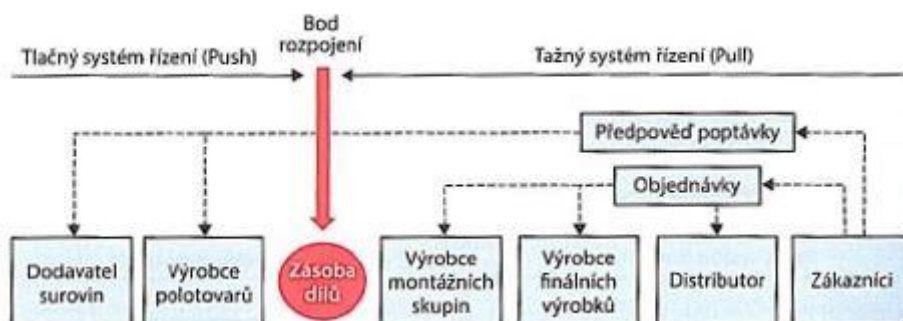 Bod
rozpojení
Tlačný systém řízení (Push)
Tažný systém řízení (Pull)
Předpověď poptávky
Objednávky
Dodavatel
surovin
Výrobce
polotovarů
Zásoba
dílů
Výrobce
montážních
skupin
Výrobce
finálních
výrobků
Distributor
Zákazníci